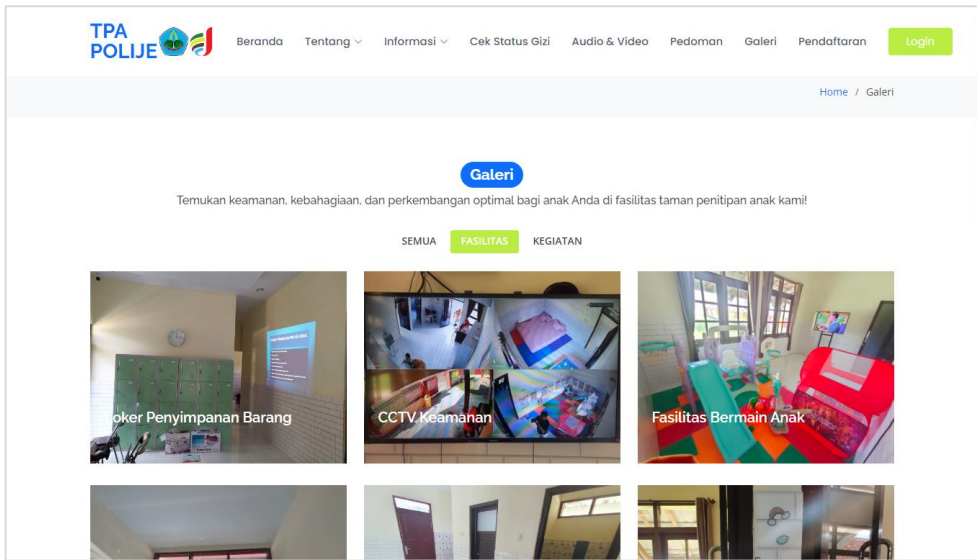 TPA
POLIJE
Beranda
Tentang
Informasi
Cek Status Gizi
Audio & Video
Pedoman
Galeri
Pendaftaran
Login
Home / Galeri
Galeri
Temukan keamanan, kebahagiaan, dan perkembangan optimal bagi anak Anda di fasilitas taman penitipan anak kami!
SEMUA
FASILITAS
KEGIATAN
Loker Penyimpanan Barang
CCTV Keamanan
Fasilitas Bermain Anak